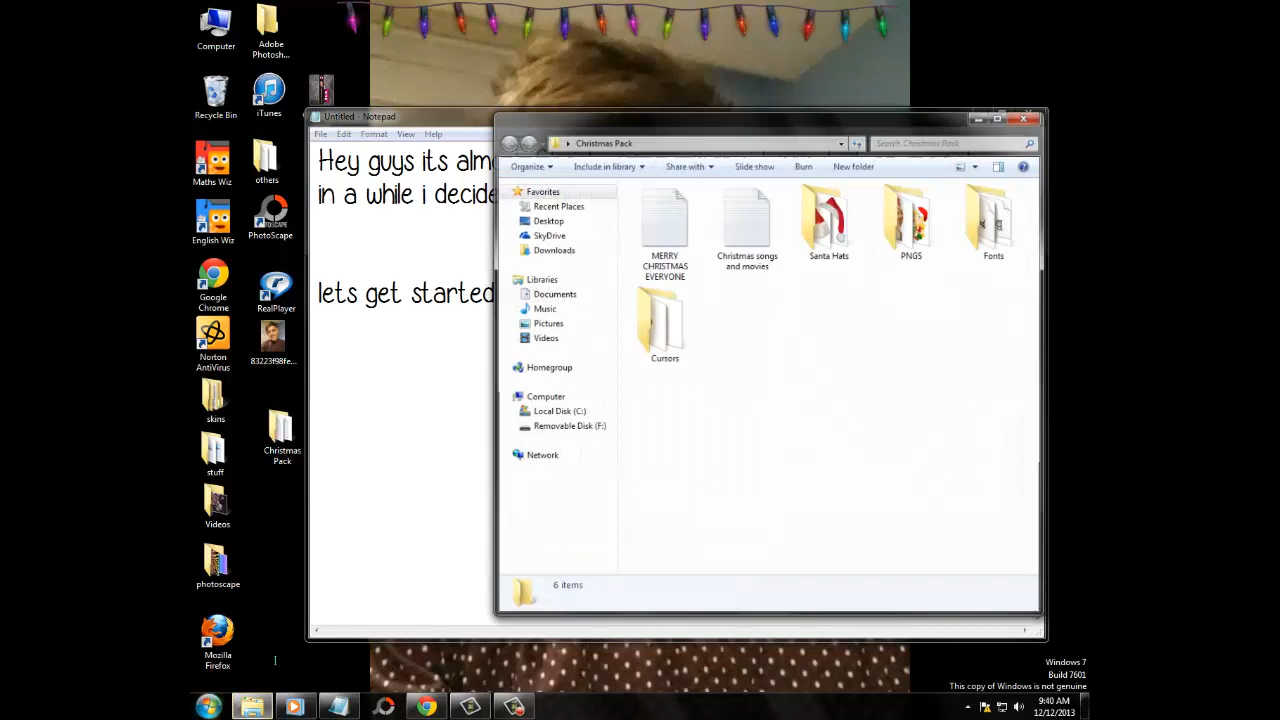 Computer
Adobe
Photosh...
Recycle Bin
iTunes
Maths Wiz
others
English Wiz
PhotoScape
Google
Chrome
RealPlayer
Norton
AntiVirus
83223f98fe...
skins
Christmas
Pack
stuff
Videos
photoscape
Mozilla
Firefox
Untitled - Notepad
File Edit Format View Help
Hey guys its alm
in a while i decide
lets get started
Christmas Pack
Search Christmas Pack
Organize Include in library Share with Slide show Burn New folder
Favorites
Recent Places
Desktop
SkyDrive
Downloads
Libraries
Documents
Music
Pictures
Videos
Homegroup
Computer
Local Disk (C:)
Removable Disk (F:)
Network
MERRY
CHRISTMAS
EVERYONE
Christmas songs
and movies
Santa Hats
PNGS
Fonts
Cursors
6 items
Windows 7
Build 7601
This copy of Windows is not genuine
9:40 AM
12/12/2013